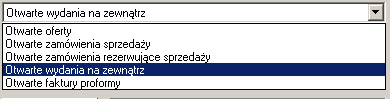 Otwarte wydania na zewnątrz
Otwarte oferty
Otwarte zamówienia sprzedaży
Otwarte zamówienia rezerwujące sprzedaży
Otwarte wydania na zewnątrz
Otwarte faktury proformy